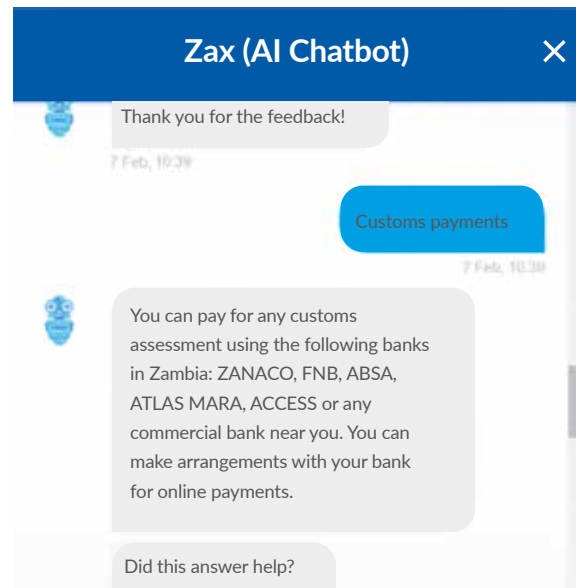 Zax (AI Chatbot)
Thank you for the feedback!
7 Feb, 10:39
Customs payments
7 Feb, 10:39
You can pay for any customs
assessment using the following banks
in Zambia: ZANACO, FNB, ABSA,
ATLAS MARA, ACCESS or any
commercial bank near you. You can
make arrangements with your bank
for online payments.
Did this answer help?